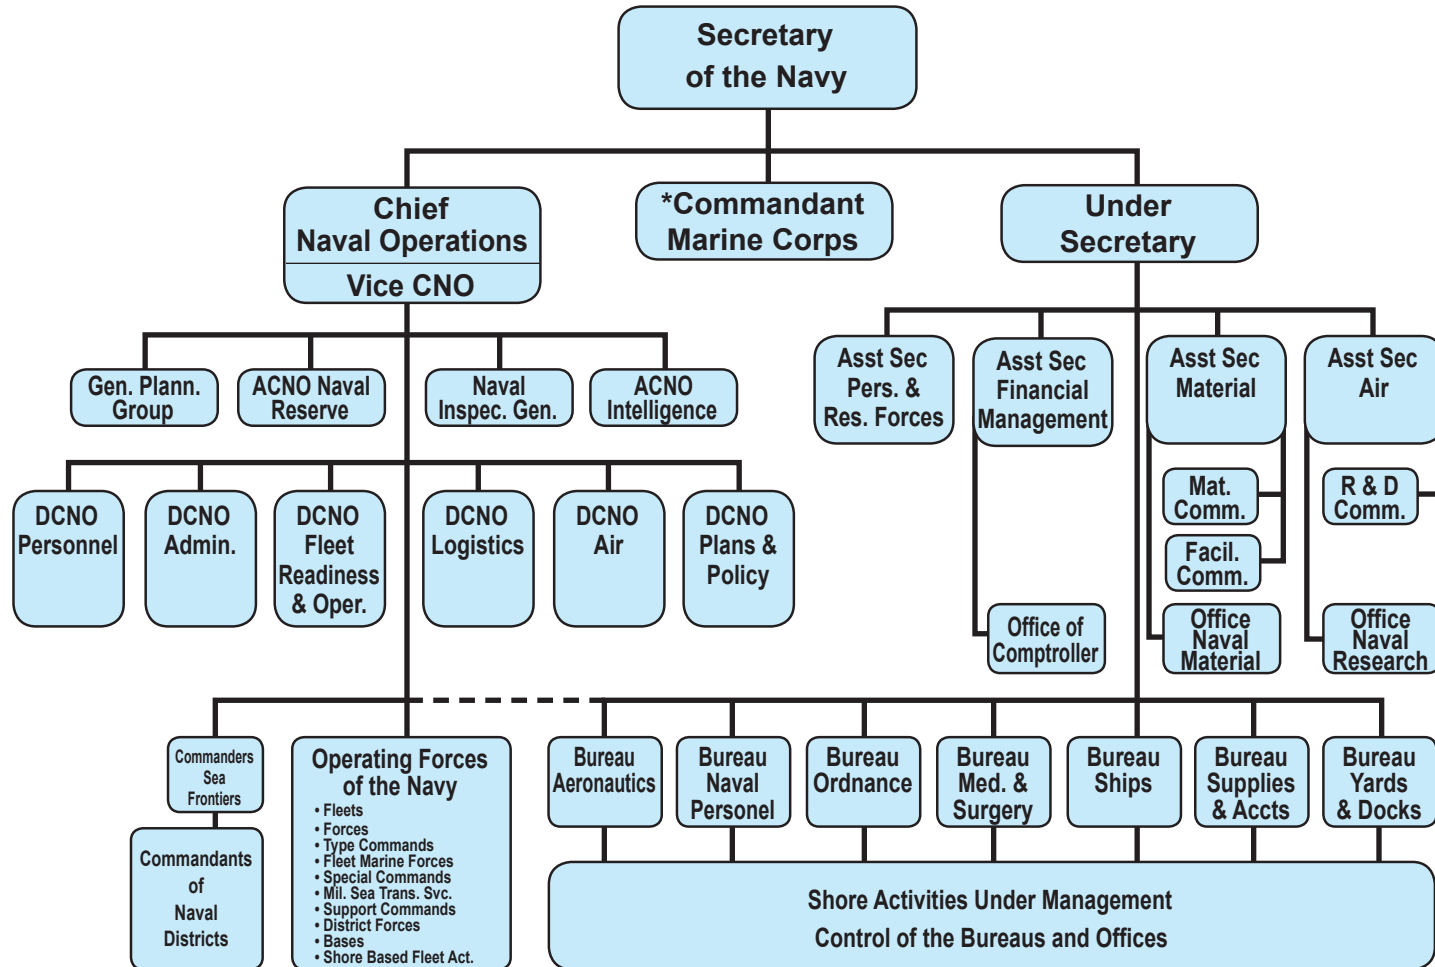 Secretary
of the Navy
Chief
Naval Operations
Vice CNO
*Commandant
Marine Corps
Under
Secretary
Gen. Plann.
Group
ACNO Naval
Reserve
Naval
Inspec. Gen.
ACNO
Intelligence
Asst Sec
Pers. &
Res. Forces
Asst Sec
Financial
Management
Asst Sec
Material
Asst Sec
Air
DCNO
Personnel
DCNO
Admin.
DCNO
Fleet
Readiness
& Oper.
DCNO
Logistics
DCNO
Air
DCNO
Plans &
Policy
Mat.
Comm.
R & D
Comm.
Facil.
Comm.
Office of
Comptroller
Office
Naval
Material
Office
Naval
Research
Commanders
Sea
Frontiers
Commandants
of
Naval
Districts
Operating Forces
of the Navy
• Fleets
• Forces
• Type Commands
• Fleet Marine Forces
• Special Commands
• Mil. Sea Trans. Svc.
• Support Commands
• District Forces
• Bases
• Shore Based Fleet Act.
Bureau
Aeronautics
Bureau
Naval
Personel
Bureau
Ordnance
Bureau
Med. &
Surgery
Bureau
Ships
Bureau
Supplies
& Accts
Bureau
Yards
& Docks
Shore Activities Under Management
Control of the Bureaus and Offices